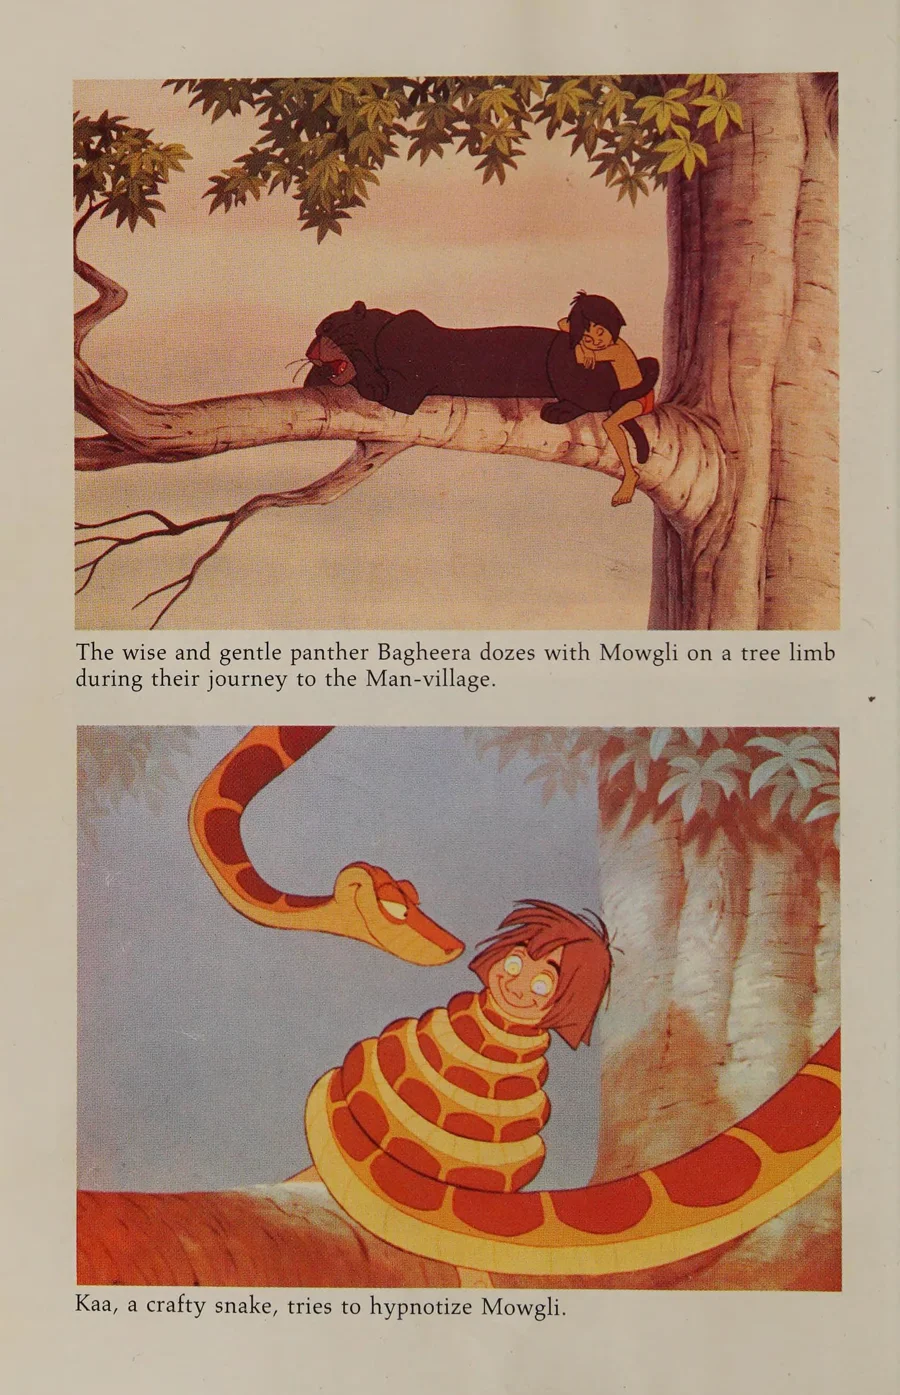 The wise and gentle panther Bagheera dozes with Mowgli on a tree limb
during their journey to the Man-village.
Kaa, a crafty snake, tries to hypnotize Mowgli.